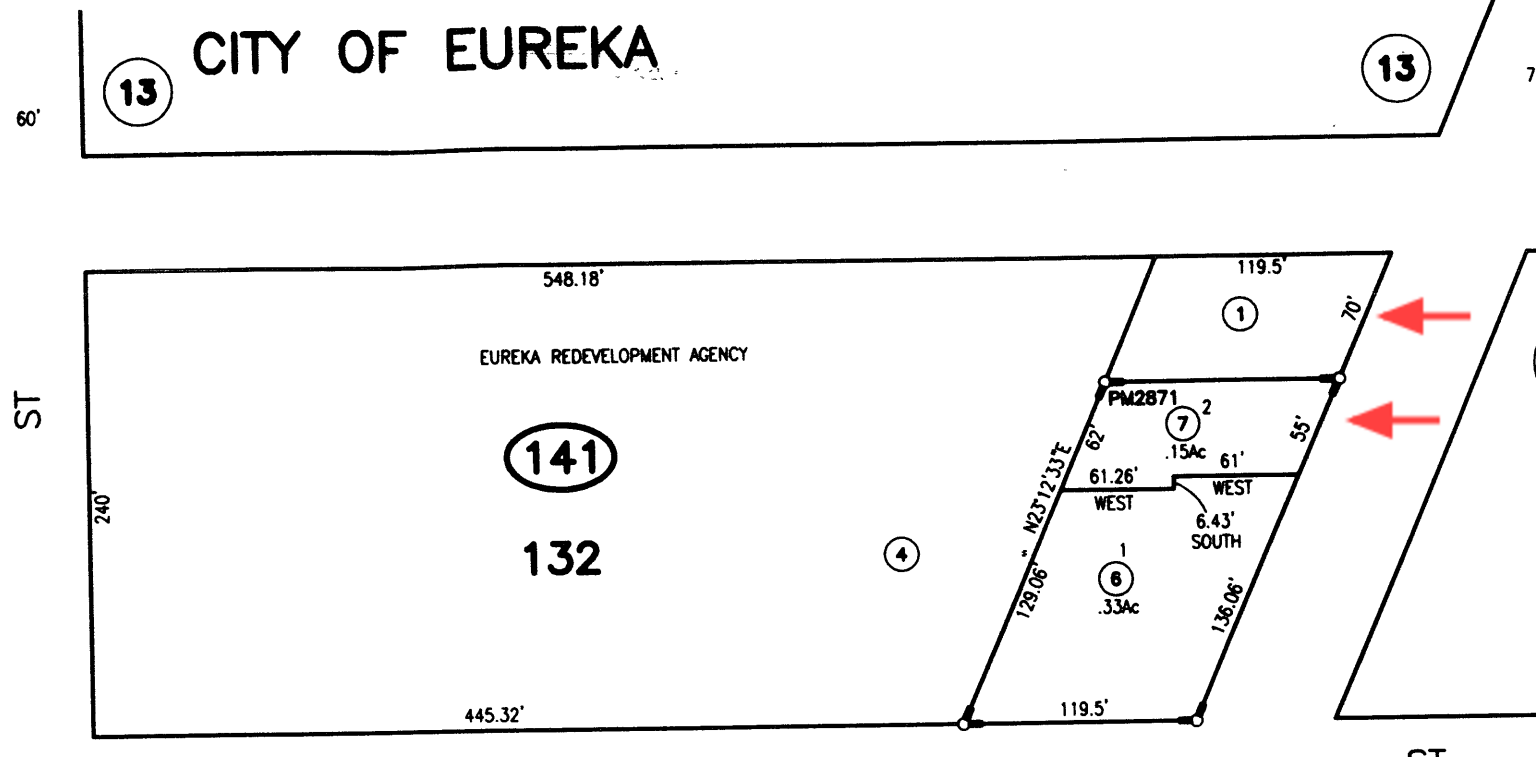 CITY OF EUREKA
13
13
60'
7
548.18'
119.5'
1
70'
EUREKA REDEVELOPMENT AGENCY
ST
PM2871
2
7
.15Ac
62'
55'
141
61.26'
WEST
61'
WEST
N23°12'33"E
240'
6.43'
SOUTH
132
4
"
1
6
.33Ac
129.06'
136.06'
445.32'
119.5'
ST